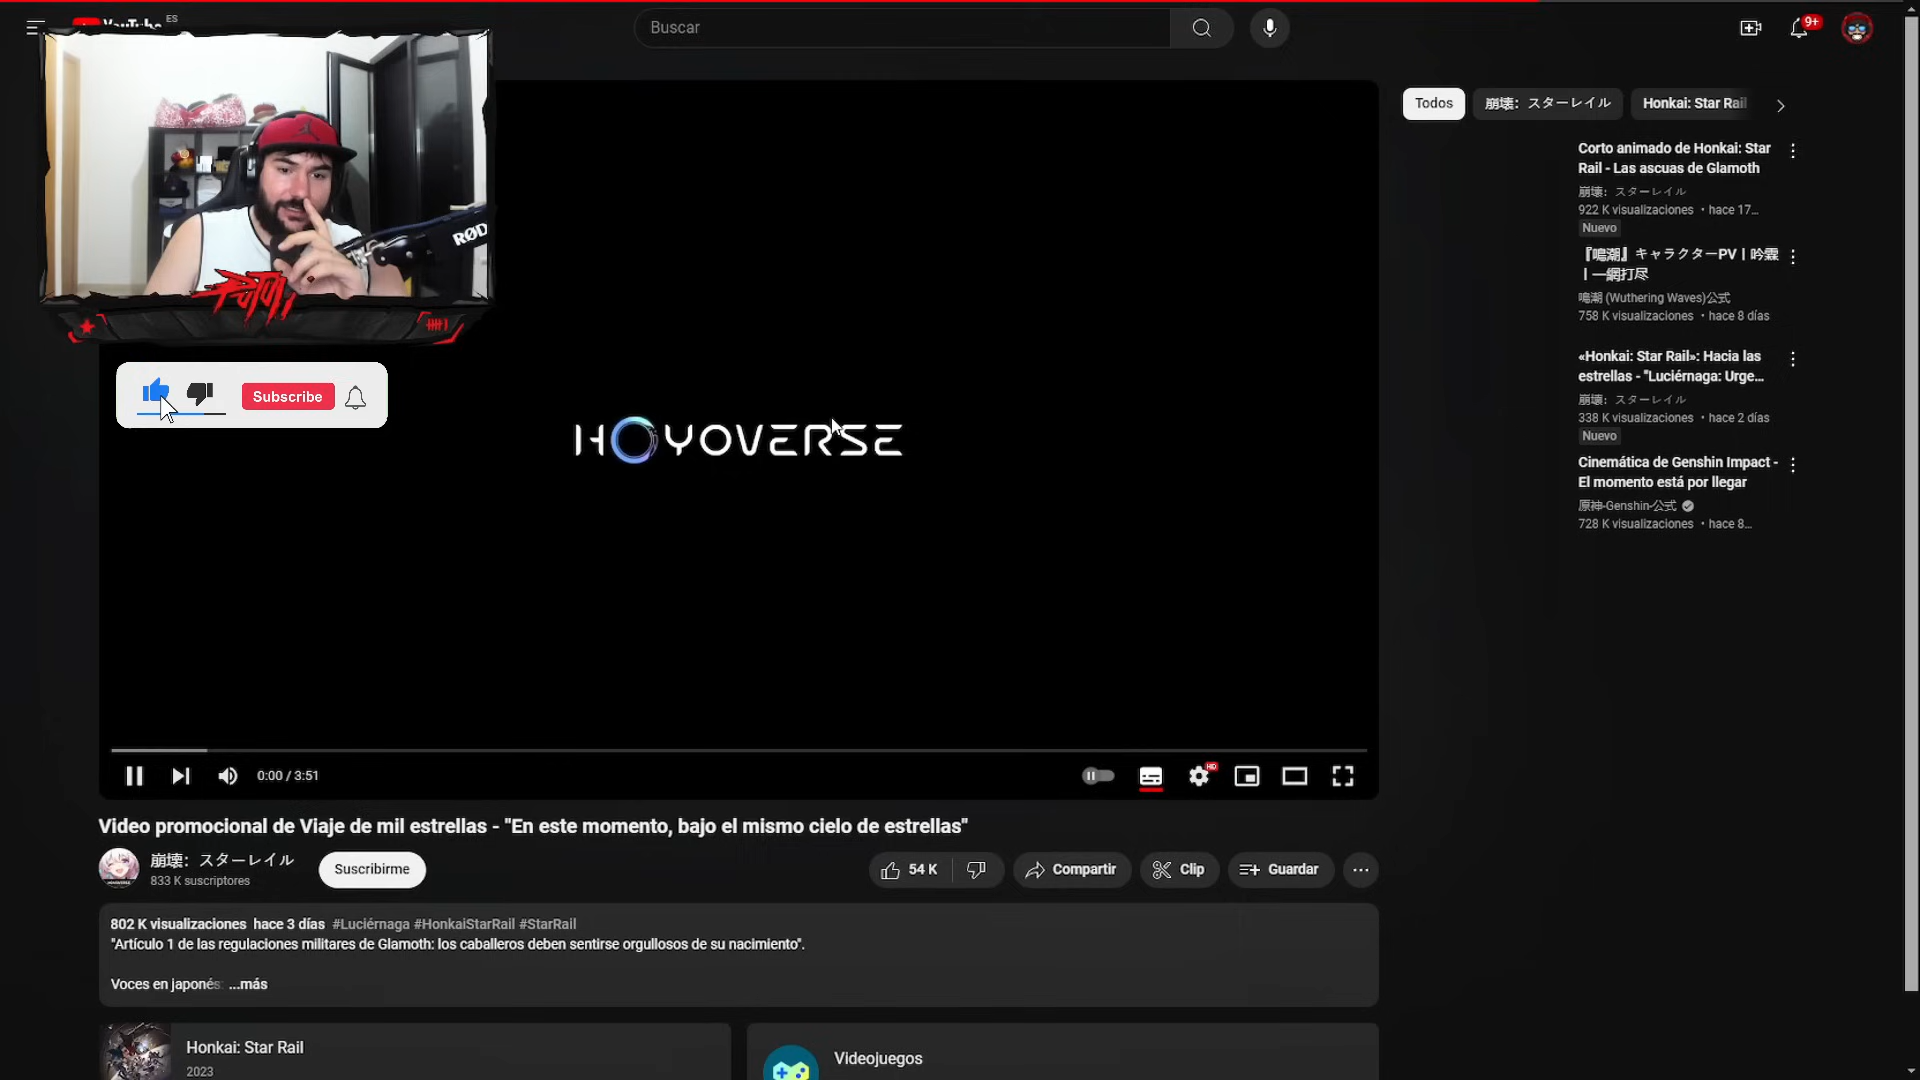 YouTube ES
Buscar
9+
RØD
Subscribe
HOYOVERSE
0:00 / 3:51
HD
Video promocional de Viaje de mil estrellas - "En este momento, bajo el mismo cielo de estrellas"
崩壊：スターレイル
833 K suscriptores
Suscribirme
54 K
Compartir
Clip
Guardar
802 K visualizaciones hace 3 días #Luciérnaga #HonkaiStarRail #StarRail
"Artículo 1 de las regulaciones militares de Glamoth: los caballeros deben sentirse orgullosos de su nacimiento".
Voces en japonés: ...más
Honkai: Star Rail
2023
Videojuegos
Todos
崩壊：スターレイル
Honkai: Star Rail
Corto animado de Honkai: Star
Rail - Las ascuas de Glamoth
崩壊：スターレイル
922 K visualizaciones • hace 17...
Nuevo
『鳴潮』キャラクターPV | 吟霖
| 一網打尽
鳴潮 (Wuthering Waves)公式
758 K visualizaciones • hace 8 días
«Honkai: Star Rail»: Hacia las
estrellas - "Luciérnaga: Urge...
崩壊：スターレイル
338 K visualizaciones • hace 2 días
Nuevo
Cinemática de Genshin Impact -
El momento está por llegar
原神-Genshin-公式
728 K visualizaciones • hace 8...